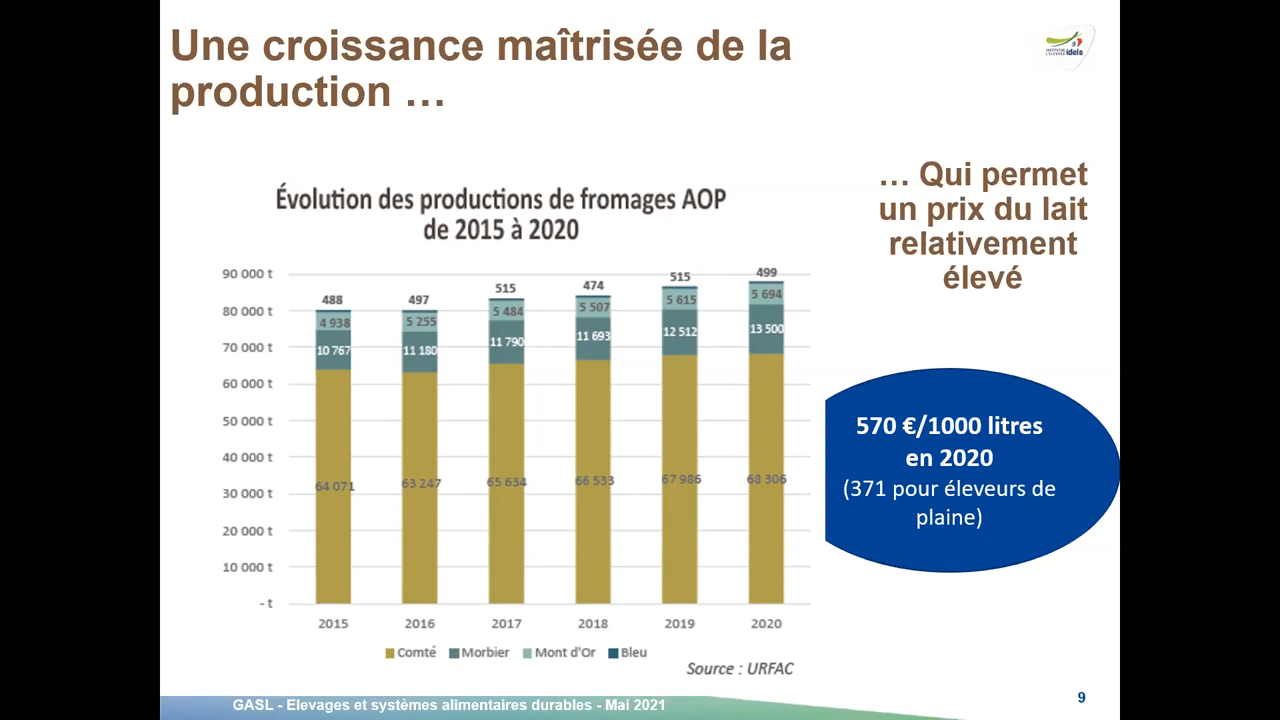 Une croissance maîtrisée de la
production …
idele
… Qui permet
un prix du lait
relativement
élevé
Évolution des productions de fromages AOP
de 2015 à 2020
90 000 t
80 000 t
70 000 t
60 000 t
50 000 t
40 000 t
30 000 t
20 000 t
10 000 t
- t
488 497 515 474 515 499
4 938 5 255 5 484 5 507 5 615 5 694
10 767 11 180 11 790 11 693 12 512 13 500
64 071 63 247 65 634 66 533 67 986 68 306
2015 2016 2017 2018 2019 2020
Comté Morbier Mont d'Or Bleu
Source : URFAC
570 €/1000 litres
en 2020
(371 pour éleveurs de
plaine)
GASL - Elevages et systèmes alimentaires durables - Mai 2021
9